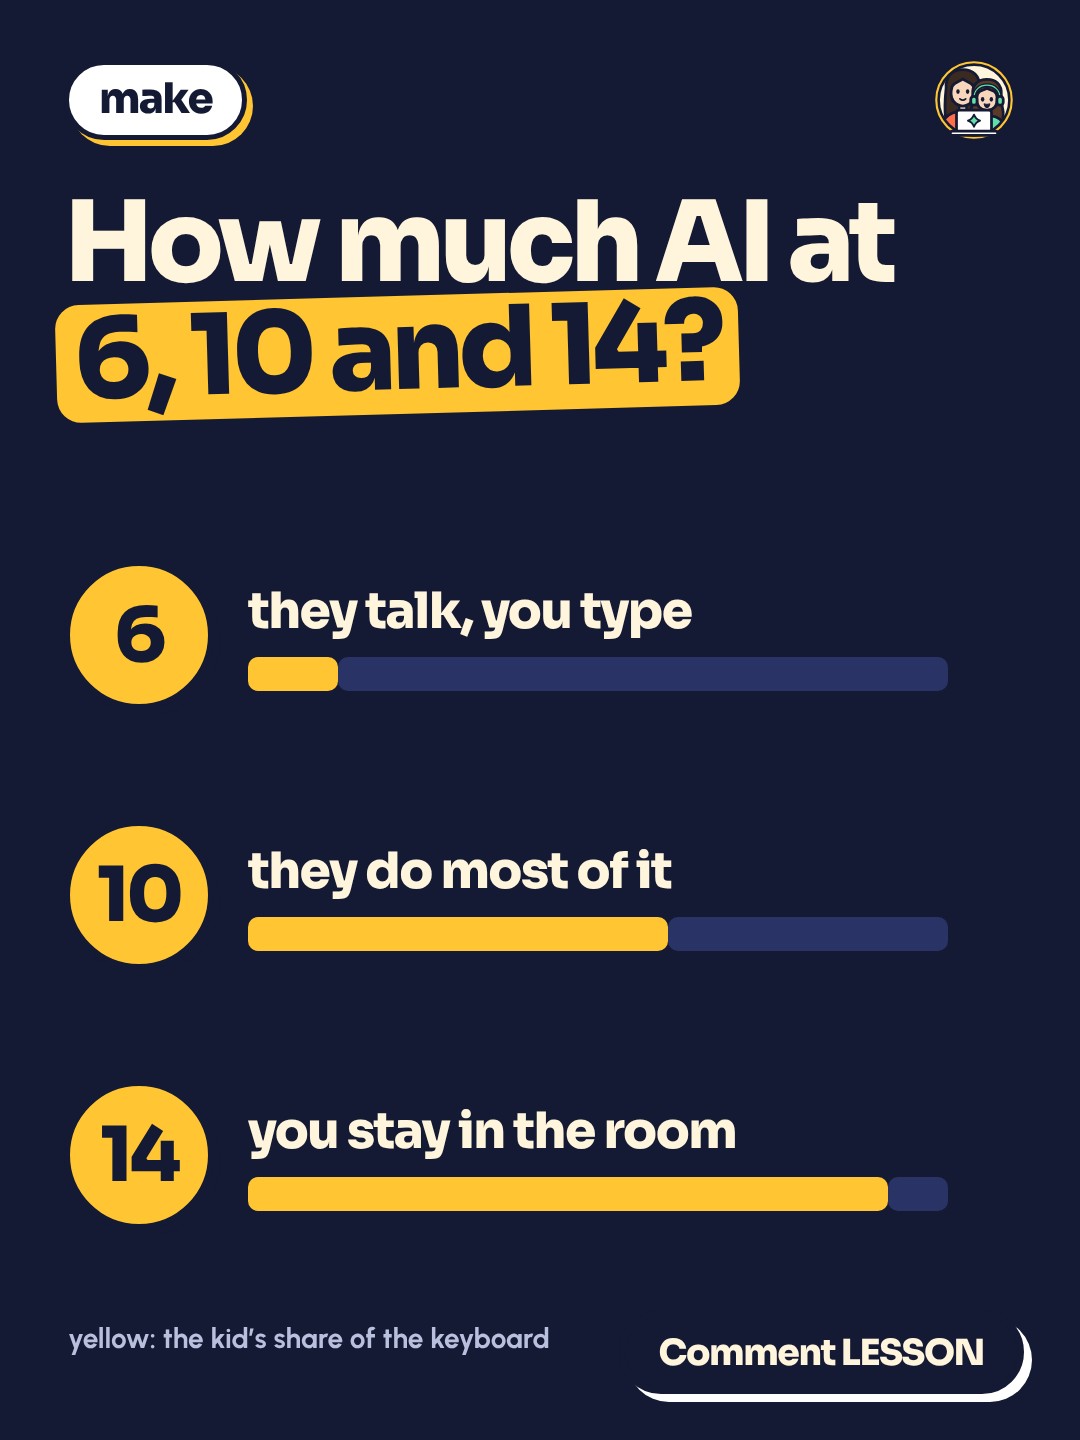 make
How much AI at
6, 10 and 14?
6
they talk, you type
10
they do most of it
14
you stay in the room
yellow: the kid's share of the keyboard
Comment LESSON